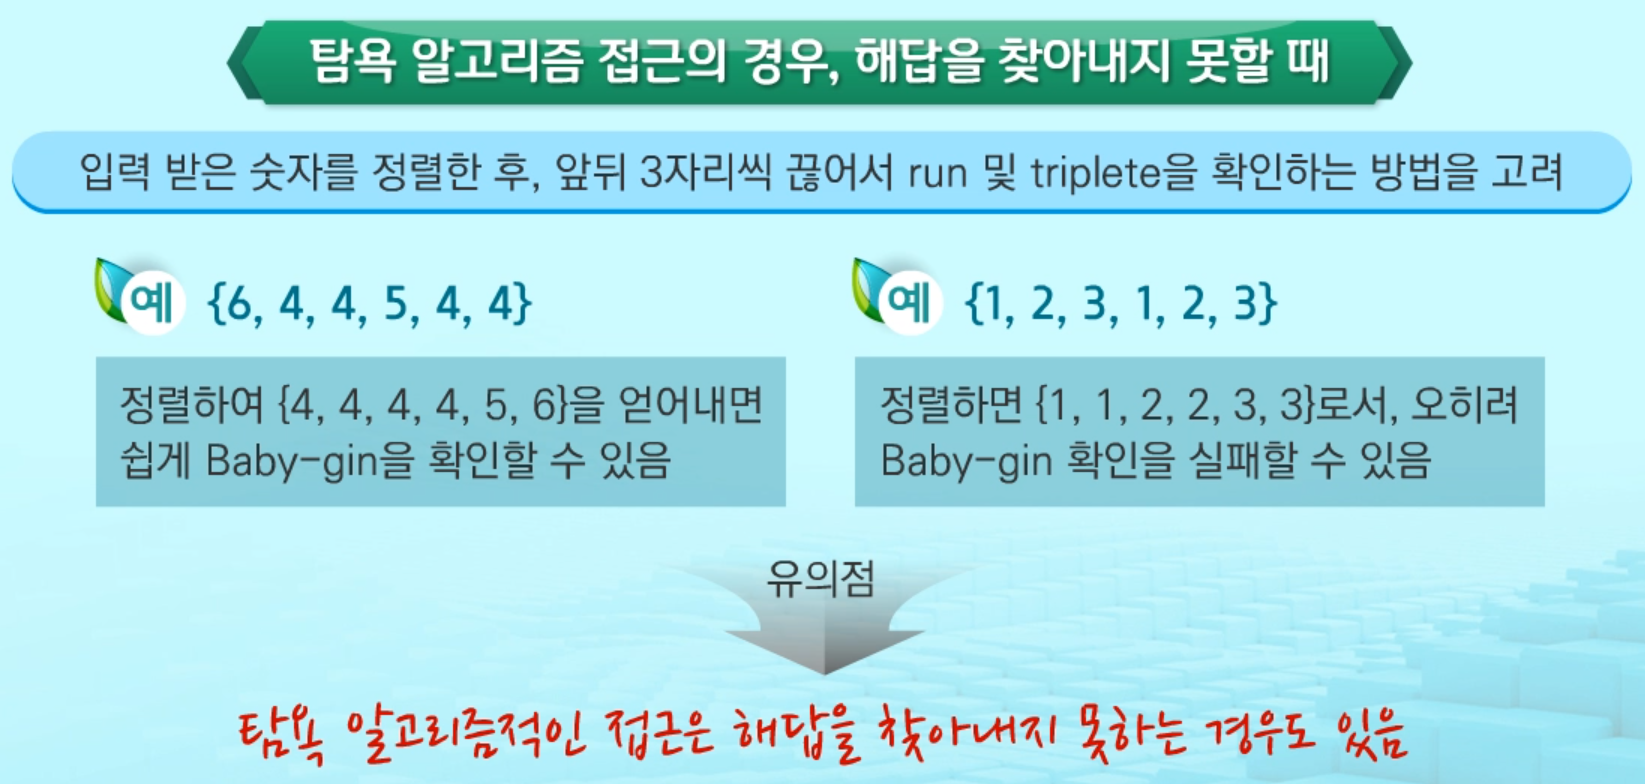 탐욕 알고리즘 접근의 경우, 해답을 찾아내지 못할 때
입력 받은 숫자를 정렬한 후, 앞뒤 3자리씩 끊어서 run 및 triplete을 확인하는 방법을 고려
예 {6, 4, 4, 5, 4, 4}
정렬하여 {4, 4, 4, 4, 5, 6}을 얻어내면
쉽게 Baby-gin을 확인할 수 있음
예 {1, 2, 3, 1, 2, 3}
정렬하면 {1, 1, 2, 2, 3, 3}로서, 오히려
Baby-gin 확인을 실패할 수 있음
유의점
탐욕 알고리즘적인 접근은 해답을 찾아내지 못하는 경우도 있음